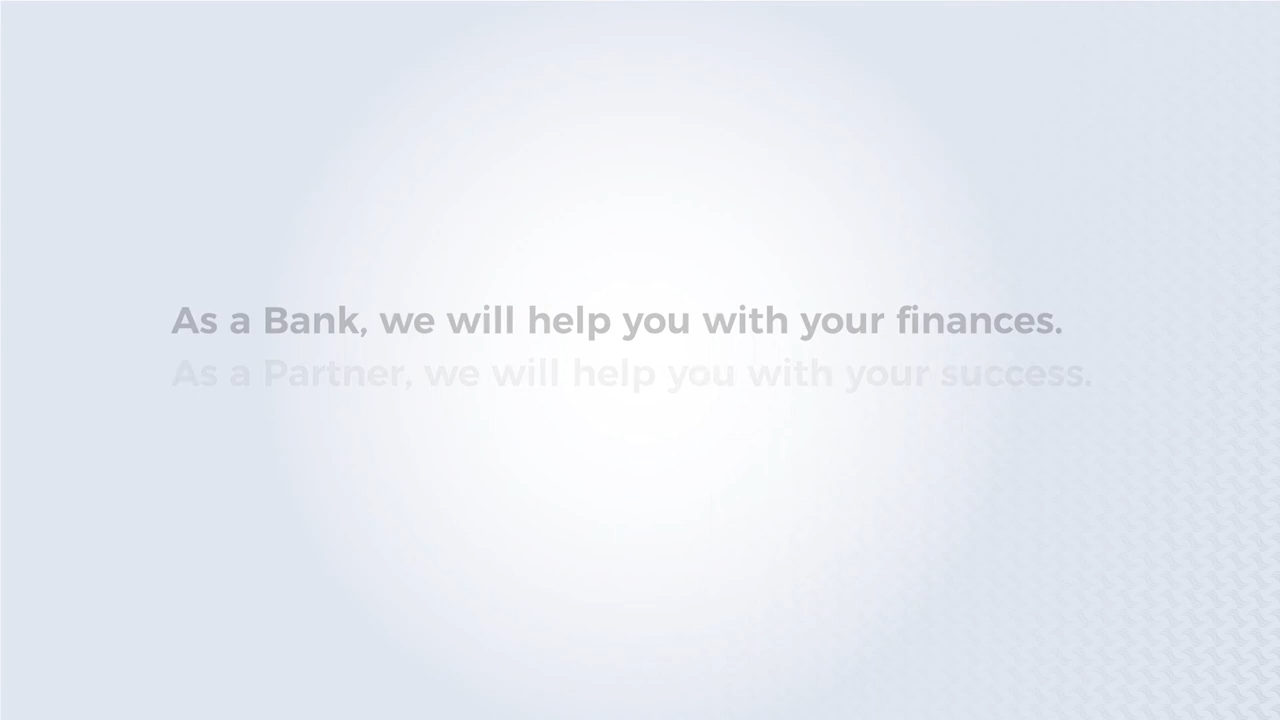 As a Bank, we will help you with your finances.
As a Partner, we will help you with your success.